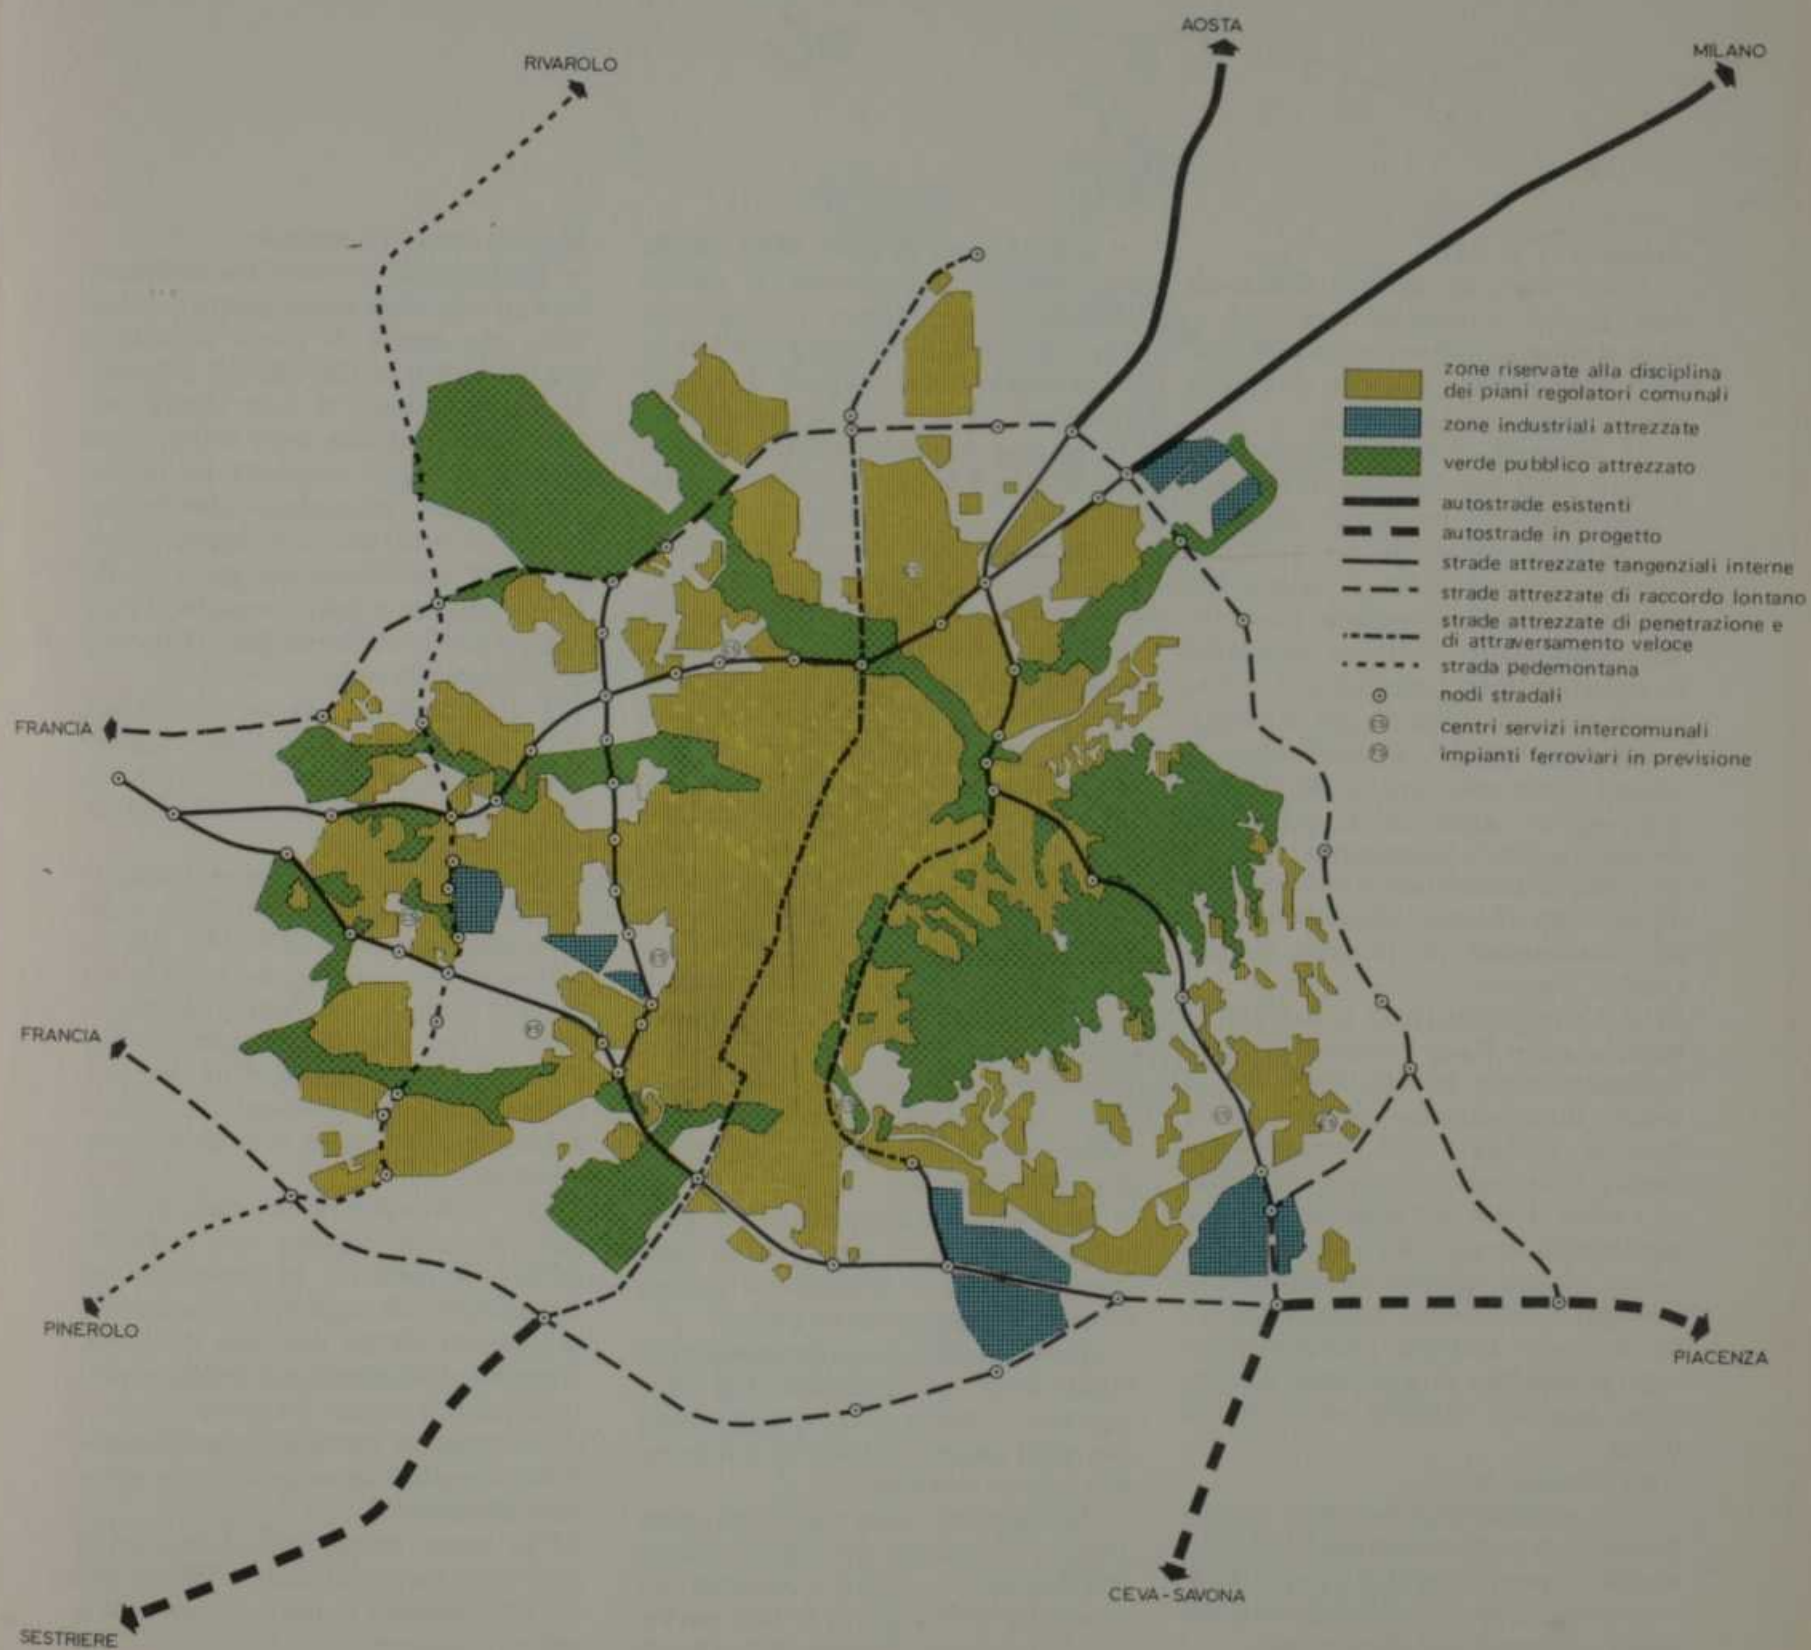 AOSTA
MILANO
RIVAROLO
zone riservate alla disciplina
dei piani regolatori comunali
zone industriali attrezzate
verde pubblico attrezzato
autostrade esistenti
autostrade in progetto
strade attrezzate tangenziali interne
strade attrezzate di raccordo lontano
strade attrezzate di penetrazione e
di attraversamento veloce
strada pedemontana
nodi stradali
centri servizi intercomunali
impianti ferroviari in previsione
FRANCIA
FRANCIA
PINEROLO
PIACENZA
CEVA-SAVONA
SESTRIERE